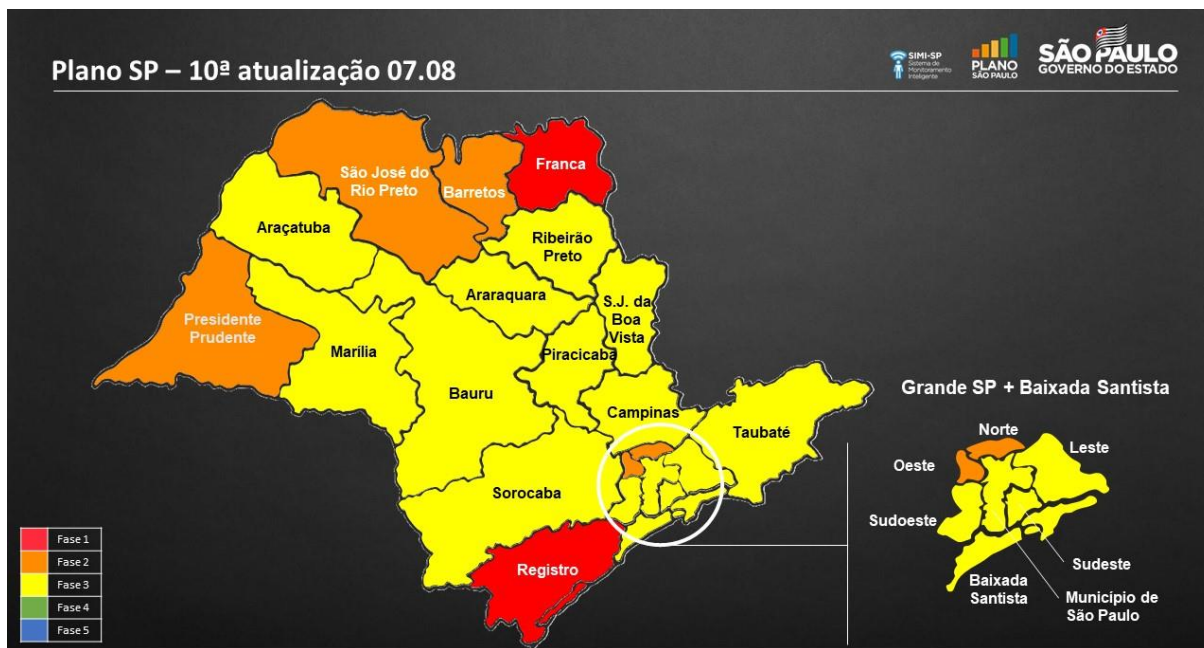 Plano SP – 10ª atualização 07.08
SIMI-SP
Sistema de
Monitoramento
Inteligente
PLANO
SÃO PAULO
SÃO PAULO
GOVERNO DO ESTADO
Franca
São José do
Rio Preto
Barretos
Araçatuba
Ribeirão
Preto
Araraquara
S.J. da
Boa
Vista
Presidente
Prudente
Marília
Piracicaba
Bauru
Campinas
Taubaté
Sorocaba
Registro
Grande SP + Baixada Santista
Norte
Leste
Oeste
Sudoeste
Sudeste
Baixada
Santista
Município de
São Paulo
Fase 1
Fase 2
Fase 3
Fase 4
Fase 5